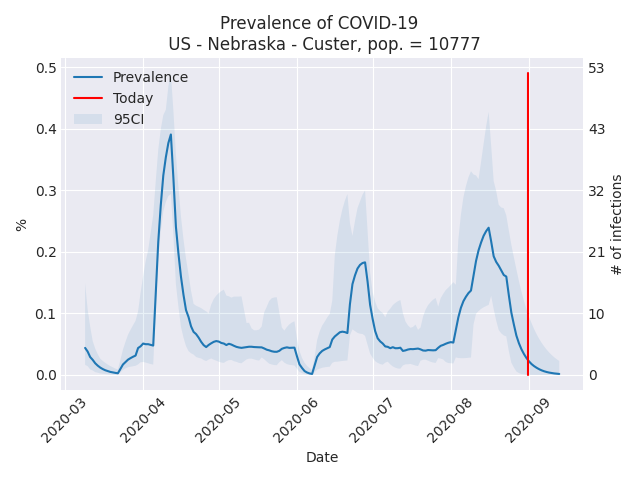 Prevalence of COVID-19
US - Nebraska - Custer, pop. = 10777
Prevalence
Today
95CI
%
0.5
0.4
0.3
0.2
0.1
0.0
53
43
32
21
10
0
# of infections
2020-03
2020-04
2020-05
2020-06
2020-07
2020-08
2020-09
Date